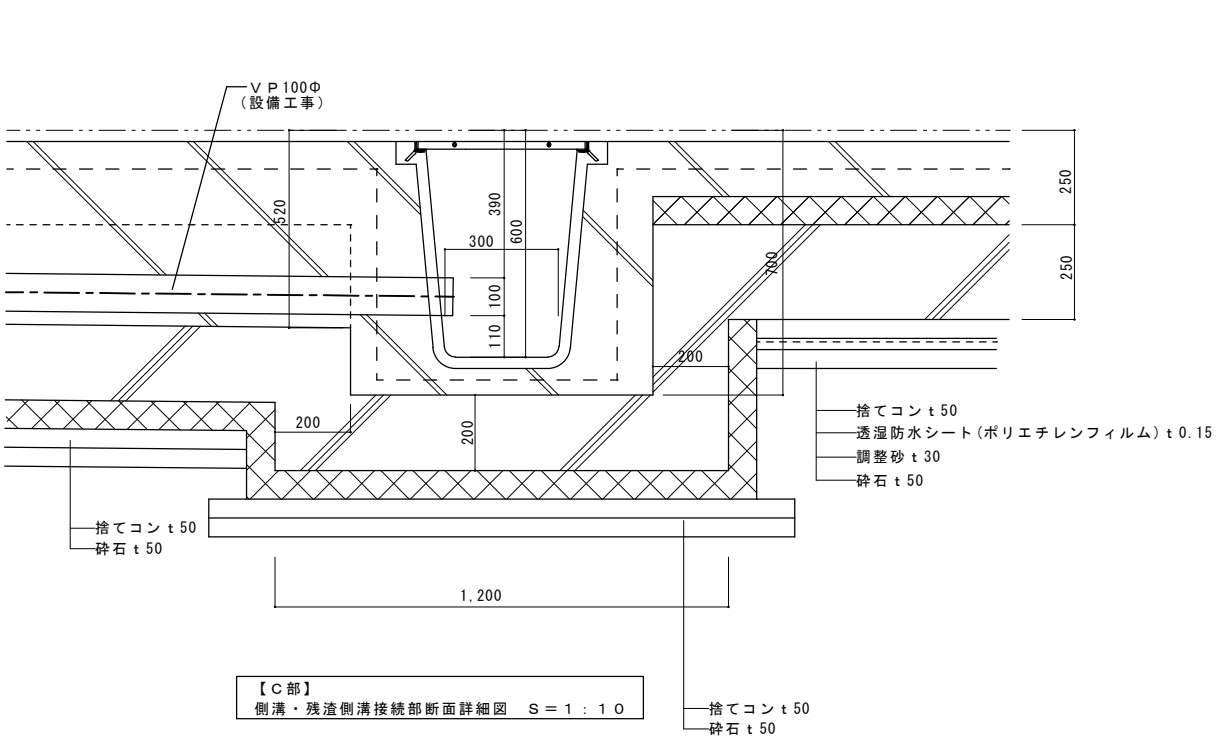 ＶＰ100Φ
(設備工事)
520
390
600
300
100
110
700
250
250
200
200
200
捨てコンｔ50
透湿防水シート(ポリエチレンフィルム)ｔ0.15
調整砂ｔ30
砕石ｔ50
捨てコンｔ50
砕石ｔ50
1,200
【Ｃ部】
側溝・残渣側溝接続部断面詳細図　Ｓ＝１：１０
捨てコンｔ50
砕石ｔ50